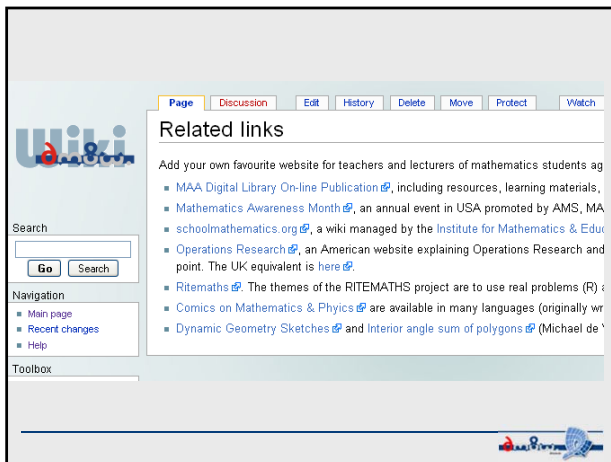 Page Discussion Edit History Delete Move Protect Watch
Wiki
Related links
Add your own favourite website for teachers and lecturers of mathematics students ag
MAA Digital Library On-line Publication, including resources, learning materials,
Mathematics Awareness Month, an annual event in USA promoted by AMS, MA
schoolmathematics.org, a wiki managed by the Institute for Mathematics & Educ
Operations Research, an American website explaining Operations Research and
point. The UK equivalent is here.
Ritemaths. The themes of the RITEMATHS project are to use real problems (R) a
Comics on Mathematics & Phyics are available in many languages (originally wr
Dynamic Geometry Sketches and Interior angle sum of polygons (Michael de
Search
Go Search
Navigation
Main page
Recent changes
Help
Toolbox